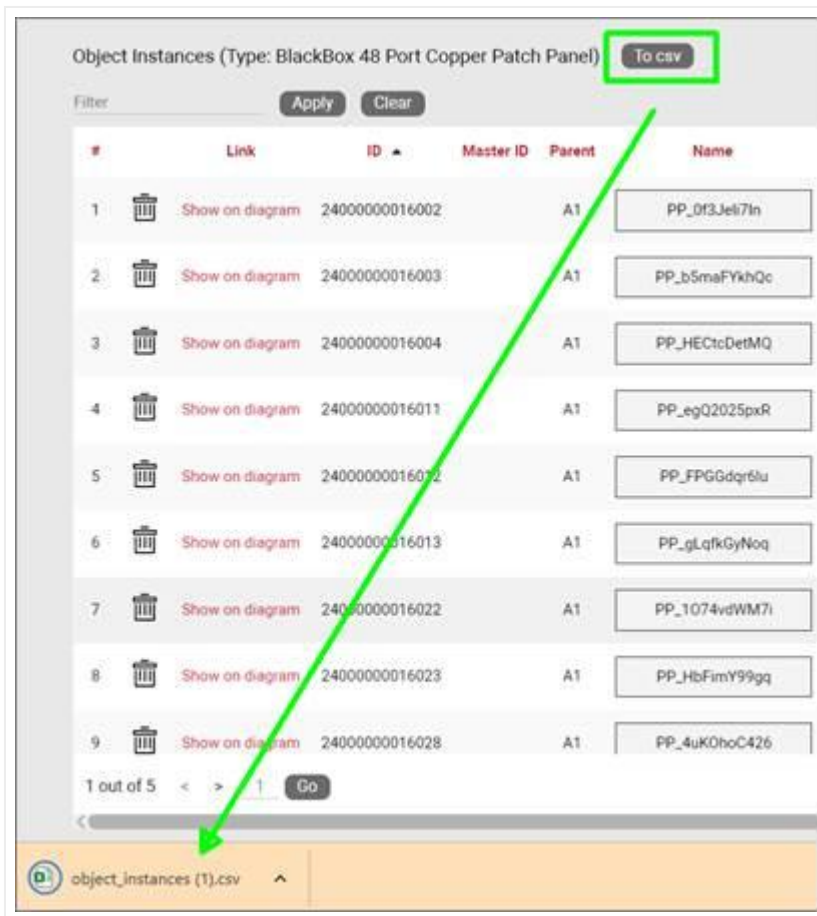 Object Instances (Type: BlackBox 48 Port Copper Patch Panel) To csv
Filter Apply Clear
# Link ID Master ID Parent Name
1 Show on diagram 24000000016002 A1 PP_0f3Jeli7In
2 Show on diagram 24000000016003 A1 PP_b5maFYkhQc
3 Show on diagram 24000000016004 A1 PP_HECtcDetMQ
4 Show on diagram 24000000016011 A1 PP_egQ2025pxR
5 Show on diagram 24000000016012 A1 PP_FPGGdqr6lu
6 Show on diagram 24000000016013 A1 PP_gLqfkGyNoq
7 Show on diagram 24000000016022 A1 PP_1O74vdWM7i
8 Show on diagram 24000000016023 A1 PP_HbFimY99gq
9 Show on diagram 24000000016028 A1 PP_4uKOhoC426
1 out of 5 < > 1 Go
object_instances (1).csv